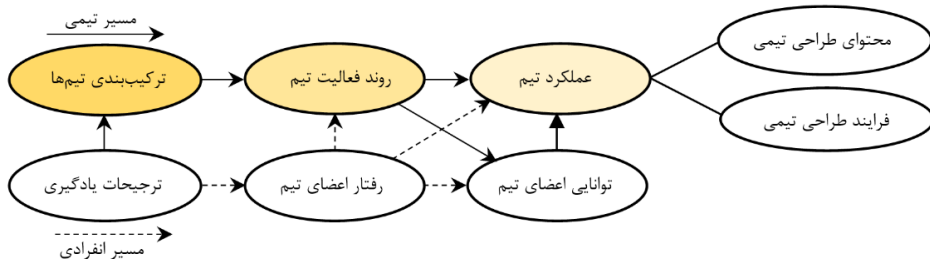 مسیر تیمی
ترکیب‌بندی تیم‌ها
روند فعالیت تیم
عملکرد تیم
محتوای طراحی تیمی
فرایند طراحی تیمی
ترجیحات یادگیری
رفتار اعضای تیم
توانایی اعضای تیم
مسیر انفرادی